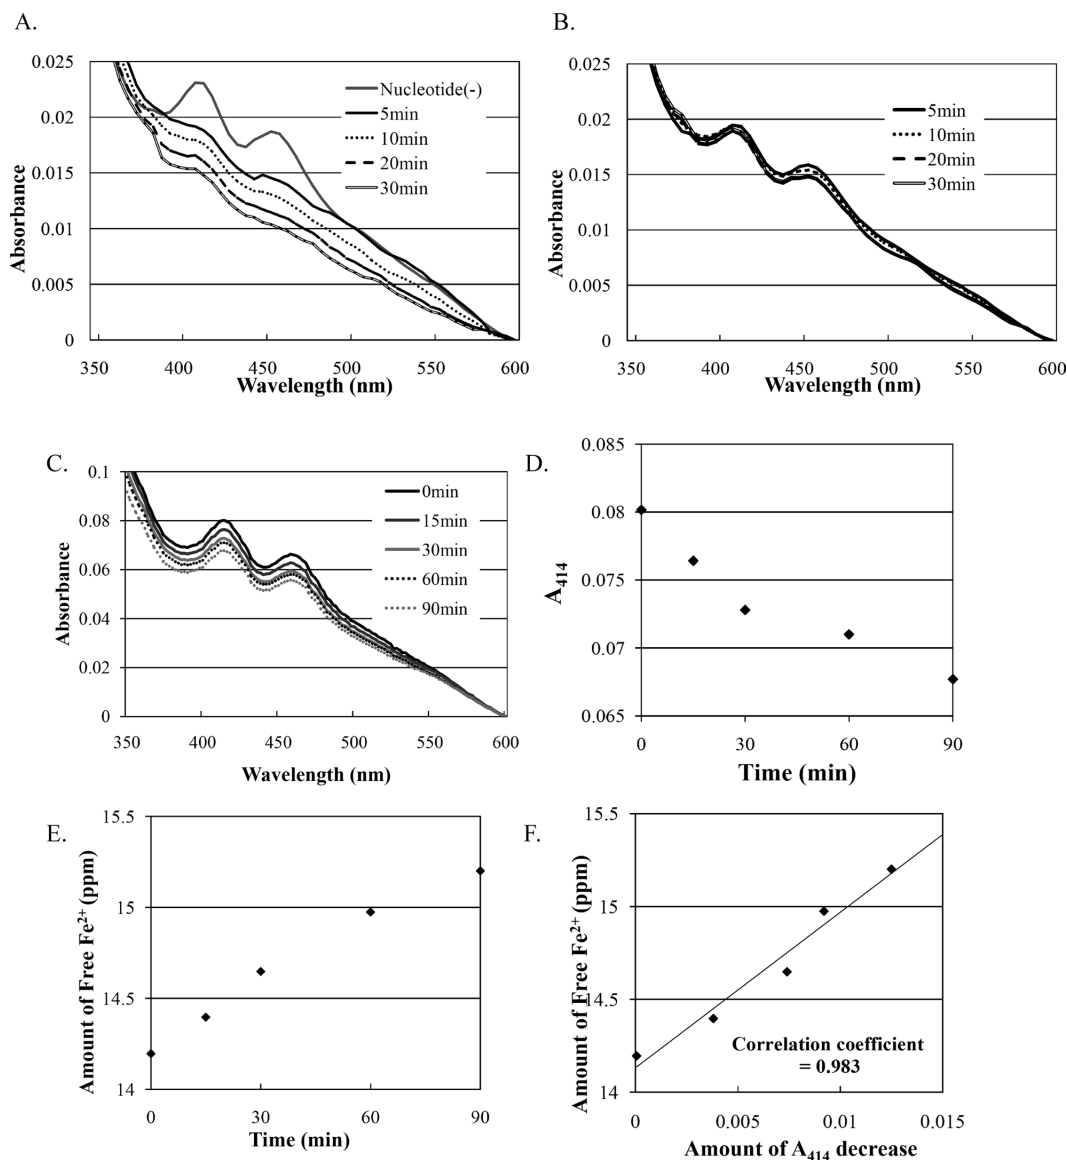 A.
0.025
0.02
0.015
0.01
0.005
0
Absorbance
Nucleotide(-)
5min
10min
20min
30min
350 400 450 500 550 600
Wavelength (nm)
B.
0.025
0.02
0.015
0.01
0.005
0
Absorbance
5min
10min
20min
30min
350 400 450 500 550 600
Wavelength (nm)
C.
0.1
0.08
0.06
0.04
0.02
0
Absorbance
0min
15min
30min
60min
90min
350 400 450 500 550 600
Wavelength (nm)
D.
0.085
0.08
0.075
0.07
0.065
A₄₁₄
0 30 60 90
Time (min)
E.
15.5
15
14.5
14
Amount of Free Fe²⁺ (ppm)
0 30 60 90
Time (min)
F.
15.5
15
14.5
14
Amount of Free Fe²⁺ (ppm)
Correlation coefficient
= 0.983
0 0.005 0.01 0.015
Amount of A₄₁₄ decrease